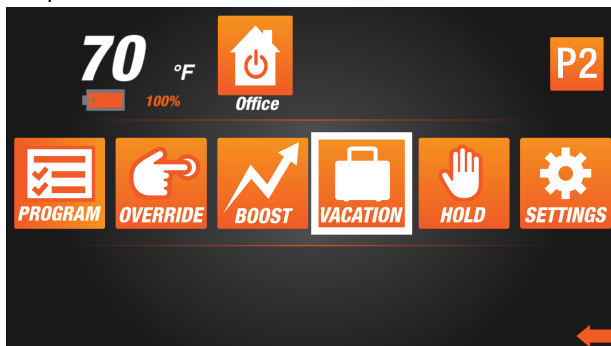 70 °F
P2
100%
Office
PROGRAM OVERRIDE BOOST VACATION HOLD SETTINGS